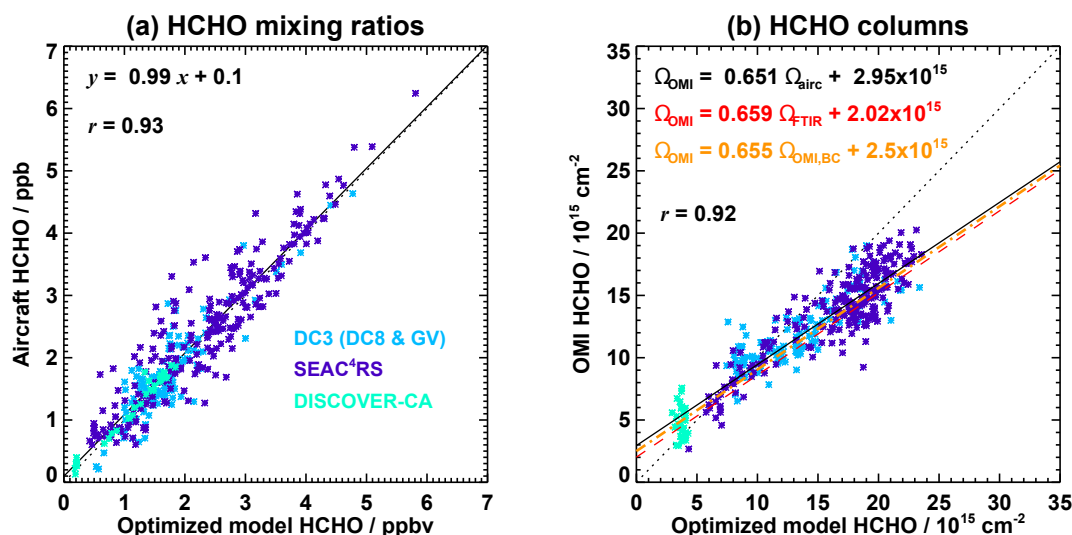 (a) HCHO mixing ratios
y = 0.99 x + 0.1
r = 0.93
DC3 (DC8 & GV)
SEAC⁴RS
DISCOVER-CA
Aircraft HCHO / ppb
7
6
5
4
3
2
1
0
0 1 2 3 4 5 6 7
Optimized model HCHO / ppbv
(b) HCHO columns
Ω_OMI = 0.651 Ω_airc + 2.95x10¹⁵
Ω_OMI = 0.659 Ω_FTIR + 2.02x10¹⁵
Ω_OMI = 0.655 Ω_OMI,BC + 2.5x10¹⁵
r = 0.92
OMI HCHO / 10¹⁵ cm⁻²
35
30
25
20
15
10
5
0
0 5 10 15 20 25 30 35
Optimized model HCHO / 10¹⁵ cm⁻²